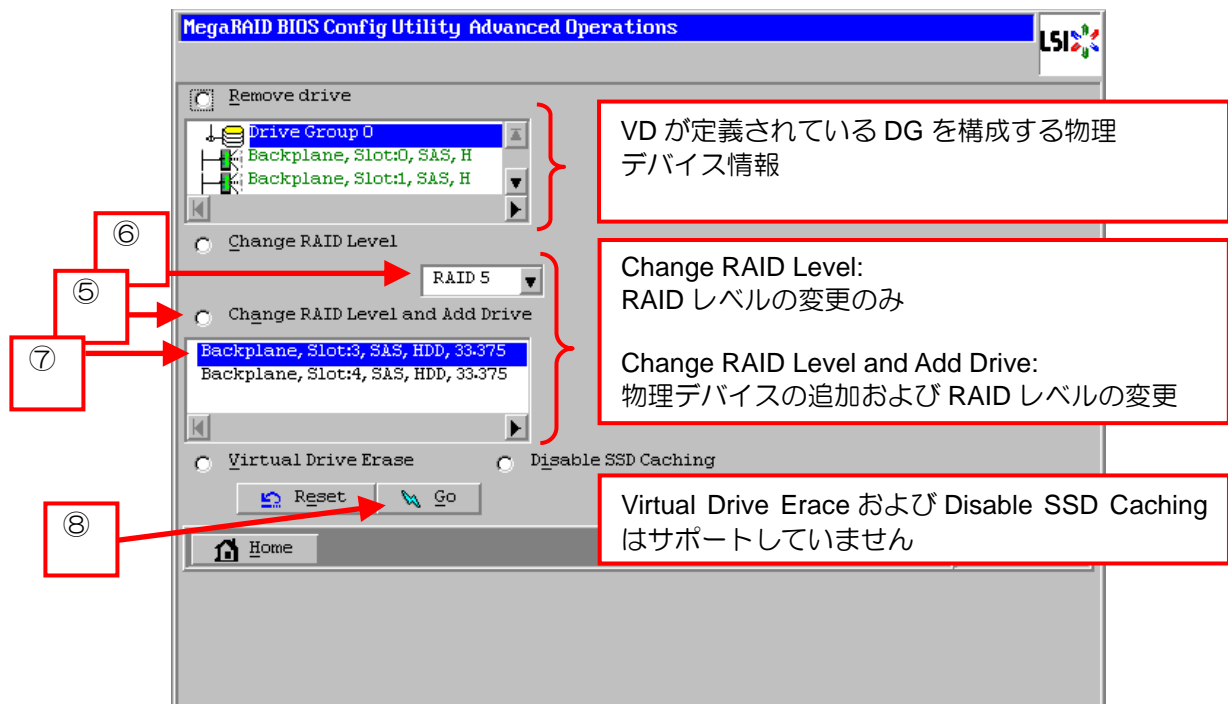 MegaRAID BIOS Config Utility Advanced Operations
LSI
Remove drive
Drive Group 0
Backplane, Slot:0, SAS, H
Backplane, Slot:1, SAS, H
VD が定義されている DG を構成する物理
デバイス情報
⑥
Change RAID Level
RAID 5
⑤
Change RAID Level and Add Drive
⑦
Backplane, Slot:3, SAS, HDD, 33.375
Backplane, Slot:4, SAS, HDD, 33.375
Change RAID Level:
RAID レベルの変更のみ
Change RAID Level and Add Drive:
物理デバイスの追加および RAID レベルの変更
Virtual Drive Erase
Disable SSD Caching
Reset
Go
⑧
Virtual Drive Erace および Disable SSD Caching
はサポートしていません
Home